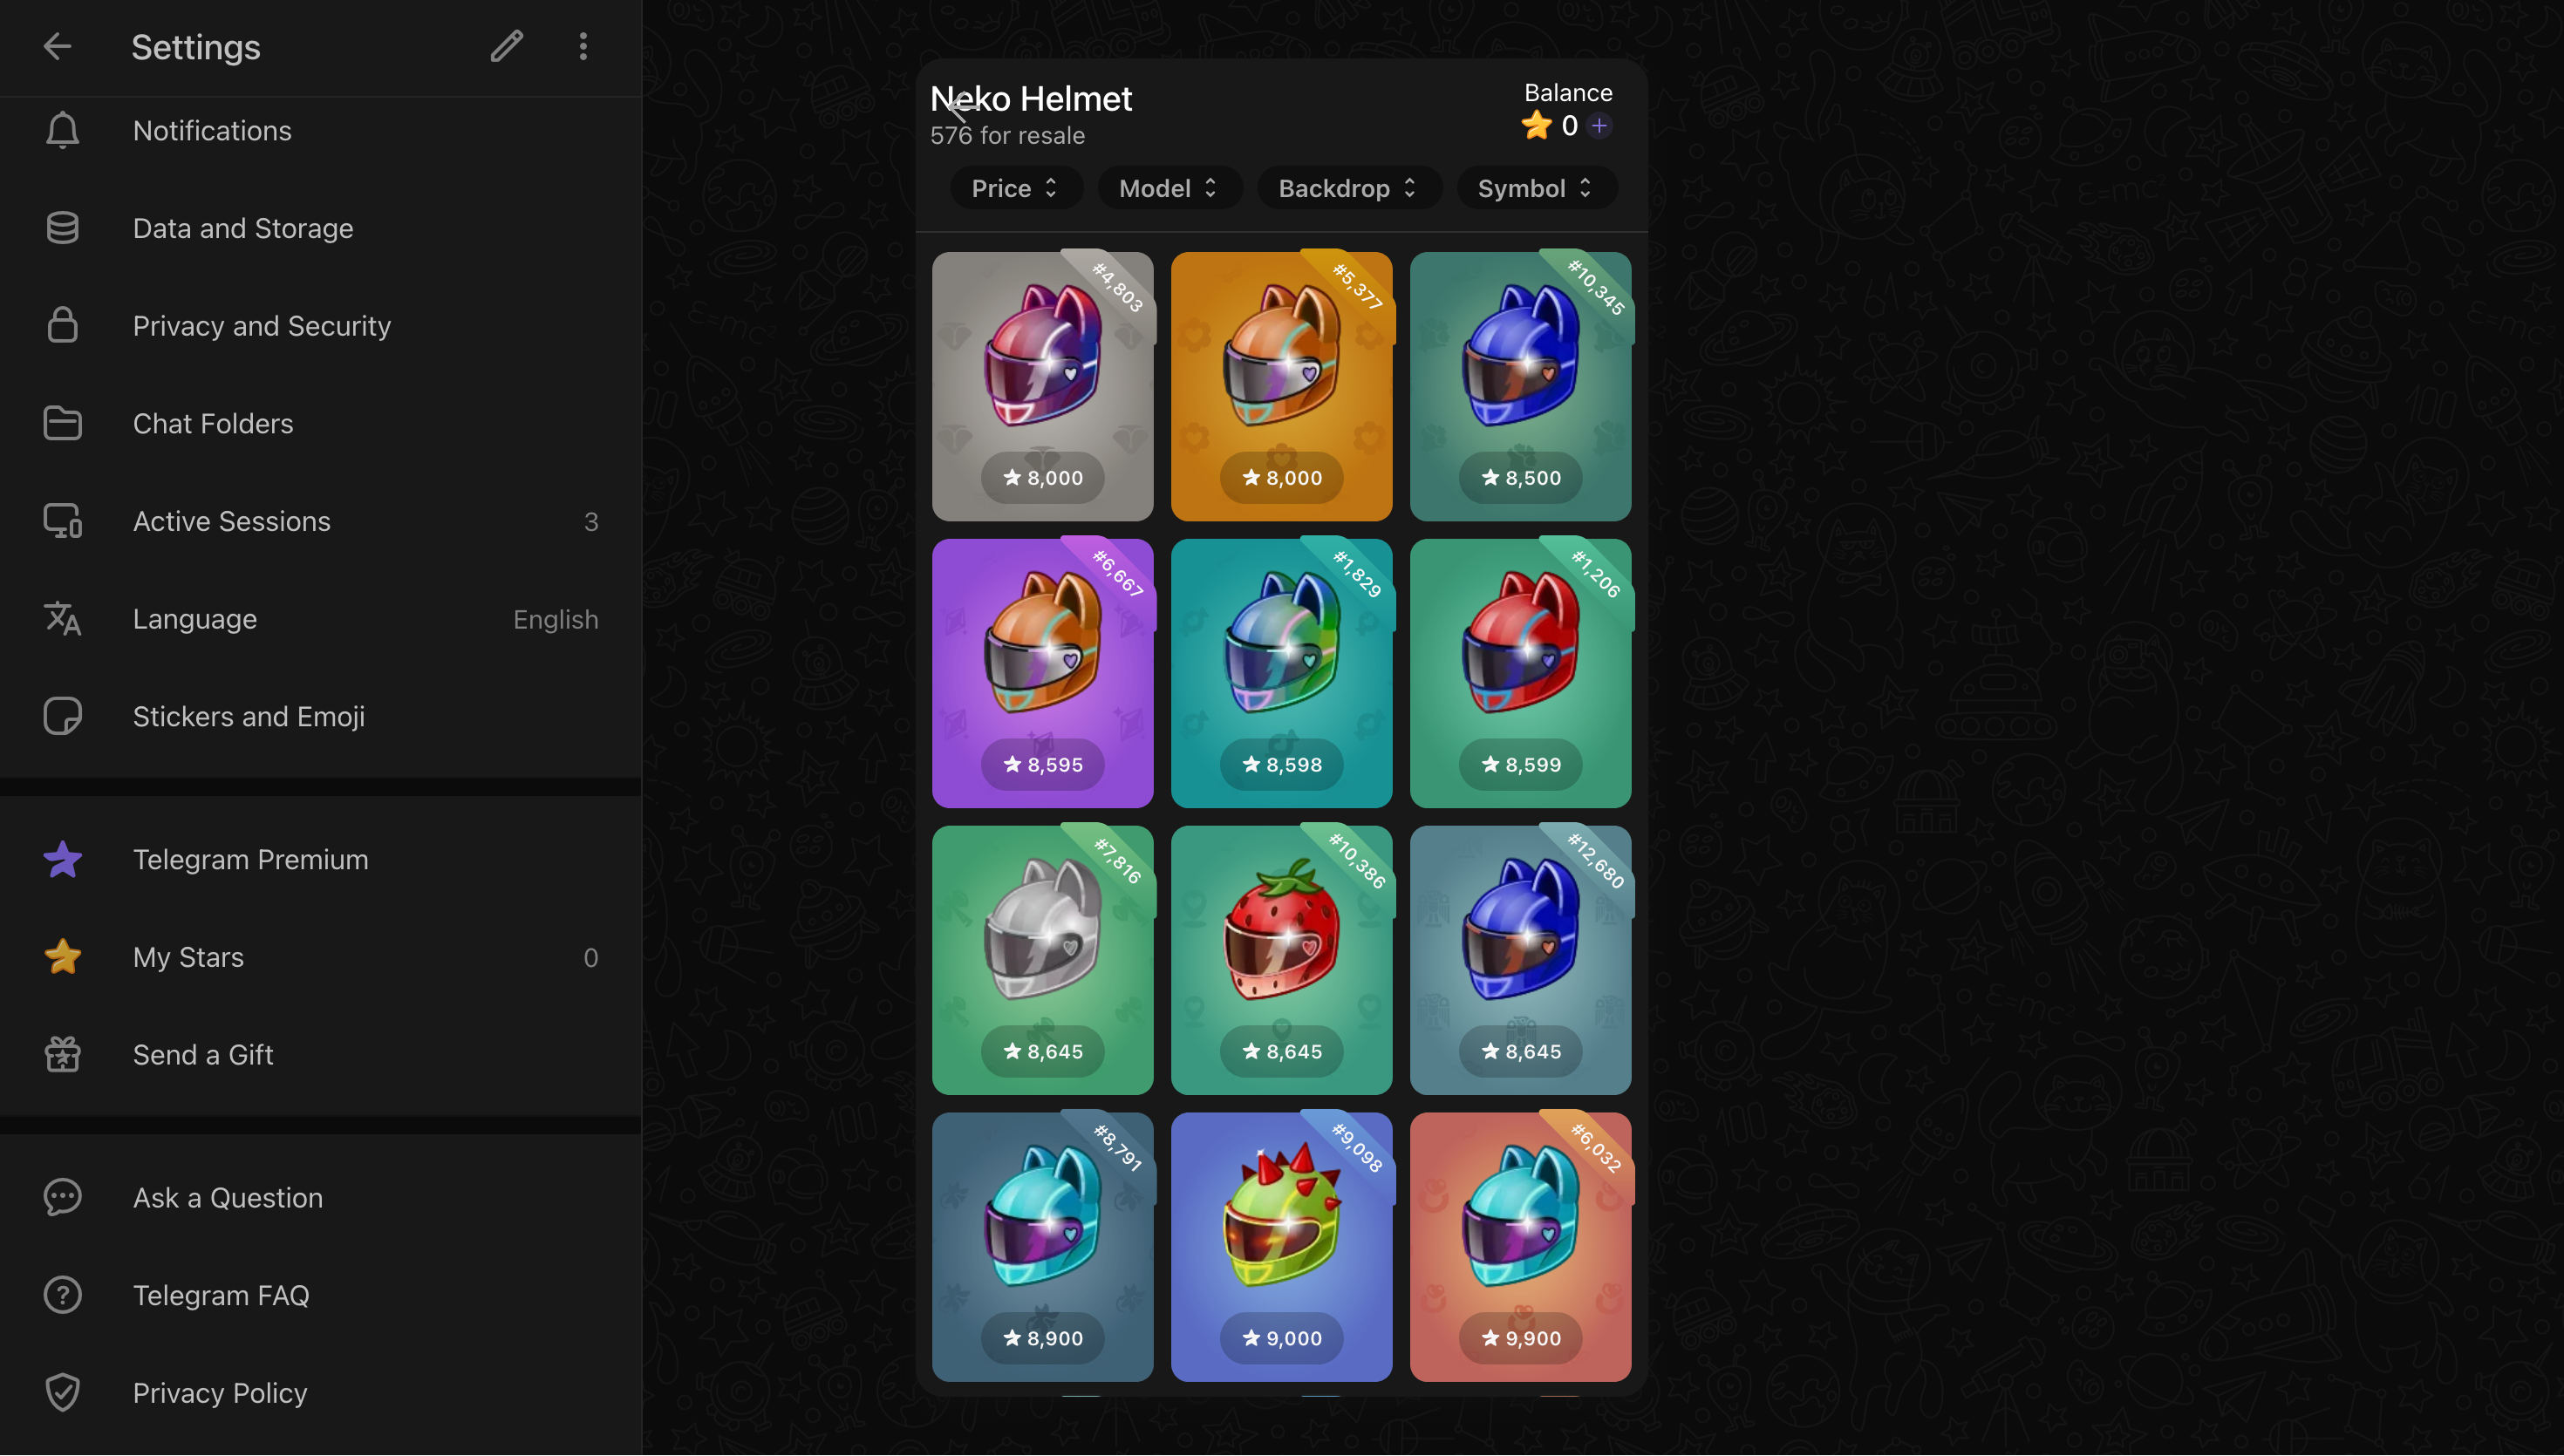 Settings
Notifications
Data and Storage
Privacy and Security
Chat Folders
Active Sessions 3
Language English
Stickers and Emoji
Telegram Premium
My Stars 0
Send a Gift
Ask a Question
Telegram FAQ
Privacy Policy
Neko Helmet
576 for resale
Balance
0 +
Price Model Backdrop Symbol
#4,803 #5,377 #10,345
8,000 8,000 8,500
#6,667 #1,829 #1,206
8,595 8,598 8,599
#7,816 #10,386 #12,680
8,645 8,645 8,645
#8,791 #9,098 #6,032
8,900 9,000 9,900